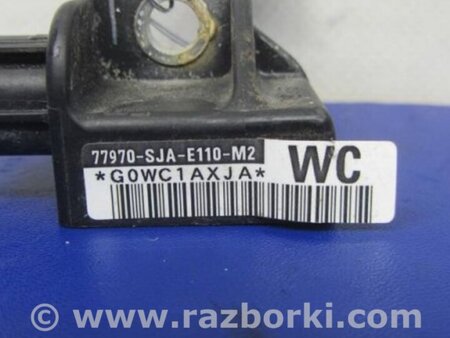 77970-SJA-E110-M2
WC
*G0WC1AXJA*
© www.razborki.com